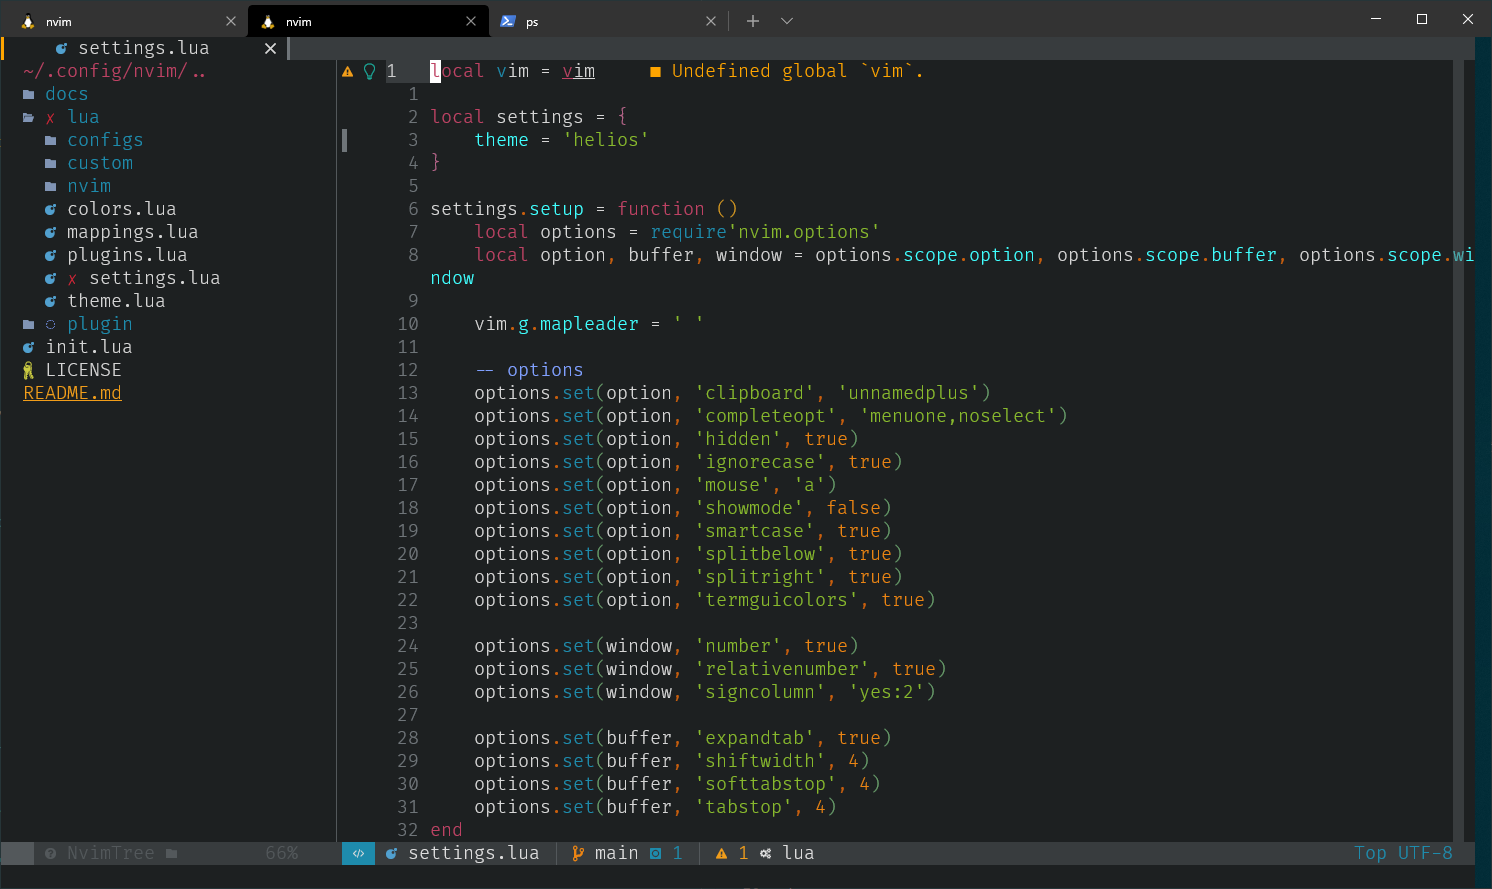 nvim nvim ps
settings.lua
~/.config/nvim/..
docs
lua
configs
custom
nvim
colors.lua
mappings.lua
plugins.lua
✗ settings.lua
theme.lua
plugin
init.lua
LICENSE
README.md
1 local vim = vim ■ Undefined global `vim`.
1
2 local settings = {
3     theme = 'helios'
4 }
5
6 settings.setup = function ()
7     local options = require'nvim.options'
8     local option, buffer, window = options.scope.option, options.scope.buffer, options.scope.wi
ndow
9
10     vim.g.mapleader = ' '
11
12     -- options
13     options.set(option, 'clipboard', 'unnamedplus')
14     options.set(option, 'completeopt', 'menuone,noselect')
15     options.set(option, 'hidden', true)
16     options.set(option, 'ignorecase', true)
17     options.set(option, 'mouse', 'a')
18     options.set(option, 'showmode', false)
19     options.set(option, 'smartcase', true)
20     options.set(option, 'splitbelow', true)
21     options.set(option, 'splitright', true)
22     options.set(option, 'termguicolors', true)
23
24     options.set(window, 'number', true)
25     options.set(window, 'relativenumber', true)
26     options.set(window, 'signcolumn', 'yes:2')
27
28     options.set(buffer, 'expandtab', true)
29     options.set(buffer, 'shiftwidth', 4)
30     options.set(buffer, 'softtabstop', 4)
31     options.set(buffer, 'tabstop', 4)
32 end
NvimTree 66% </> settings.lua main 1 1 lua Top UTF-8